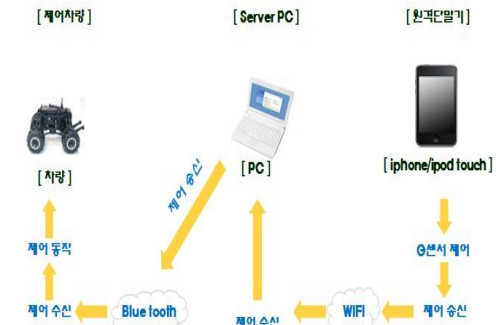 [ 제어차량 ]
[ Server PC ]
[ 원격단말기 ]
[ 차량 ]
[ PC ]
[ iphone/ipod touch ]
제어 송신
제어 동작
G센서 제어
제어 수신
Blue tooth
제어 수신
WIFI
제어 송신